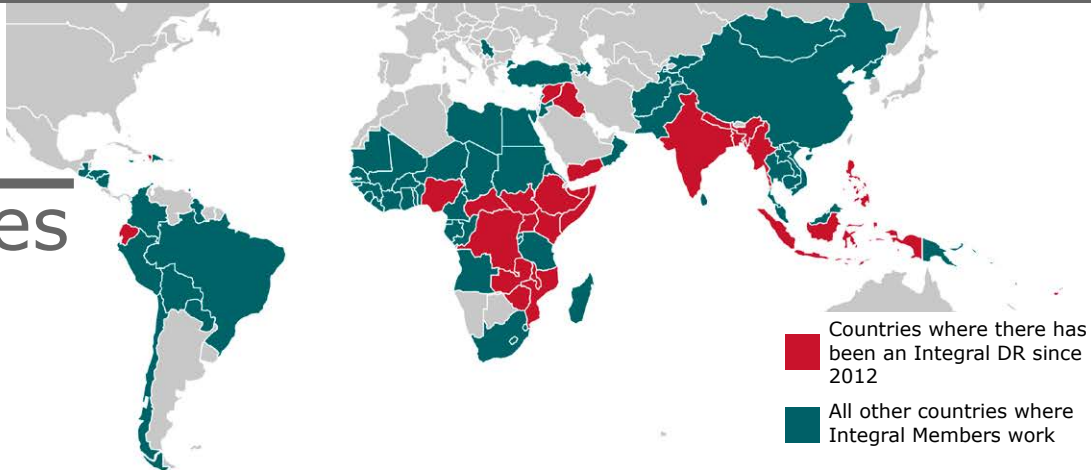 es
Countries where there has
been an Integral DR since
2012
All other countries where
Integral Members work